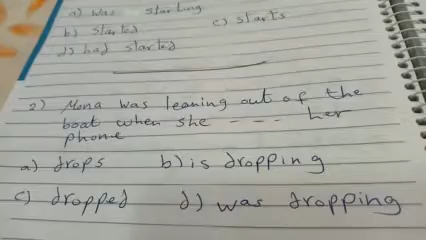 a) was starting
b) started c) starts
d) had started
2) Mona was leaning out of the
boat when she --- her
phone
a) drops b) is dropping
c) dropped d) was dropping